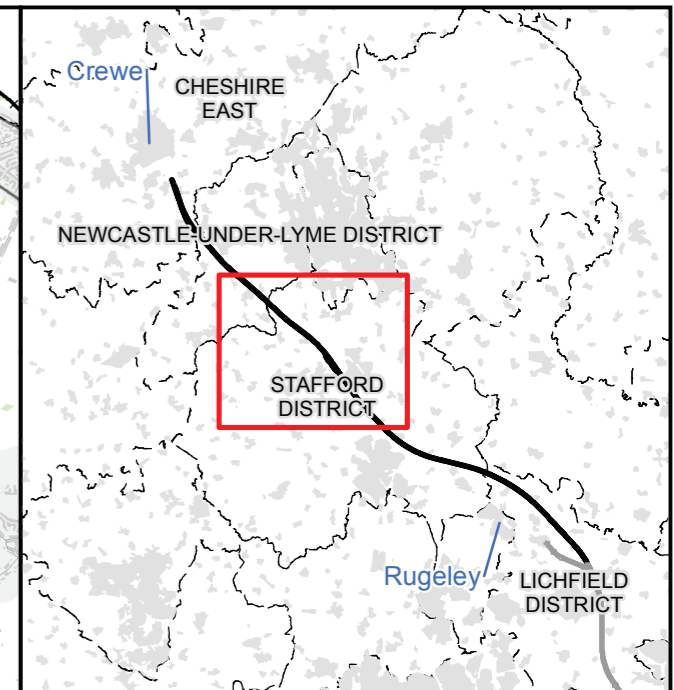 Crewe
CHESHIRE
EAST
NEWCASTLE-UNDER-LYME DISTRICT
STAFFORD
DISTRICT
Rugeley
LICHFIELD
DISTRICT